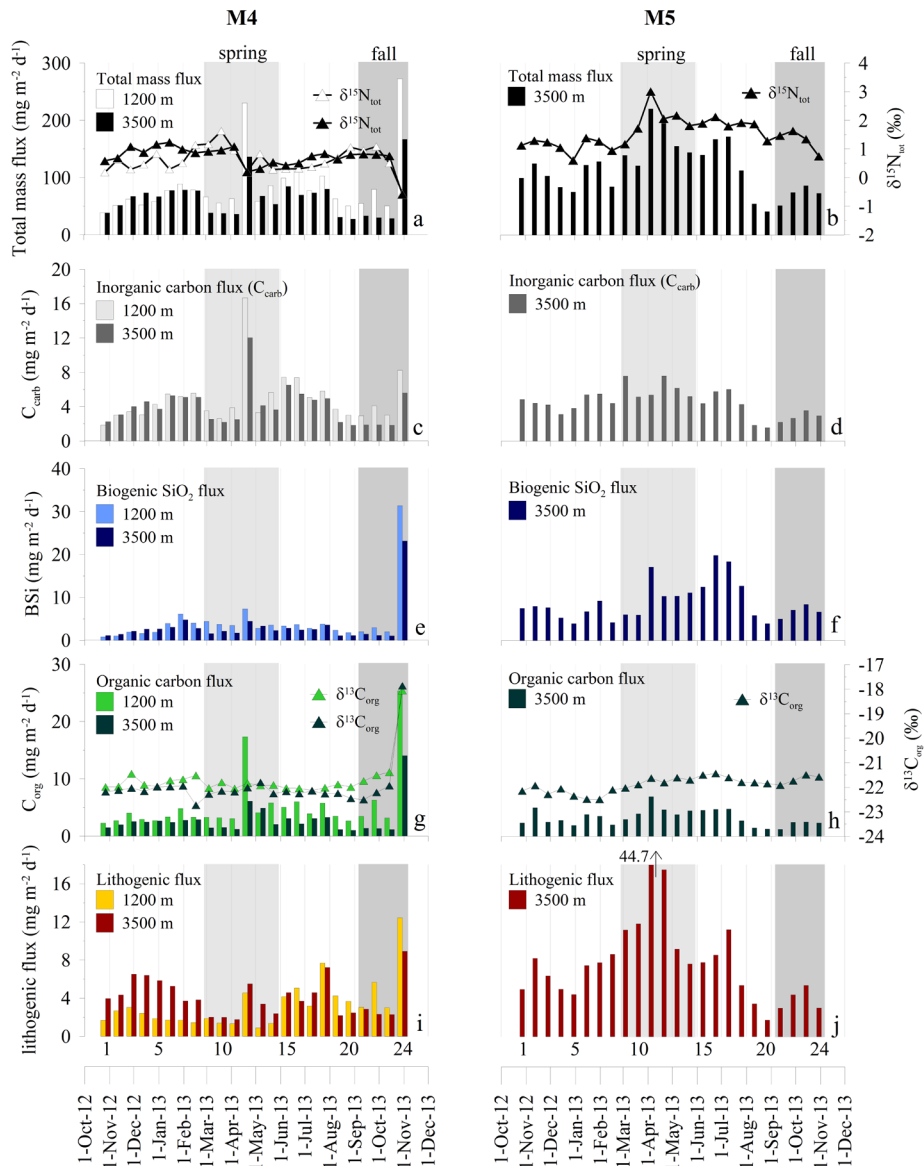 M4
M5
spring
fall
Total mass flux (mg m⁻² d⁻¹)
300
200
100
0
Total mass flux
1200 m
3500 m
δ¹⁵Nₜₒₜ
δ¹⁵Nₜₒₜ
a
spring
fall
Total mass flux
3500 m
δ¹⁵Nₜₒₜ
b
4
3
2
1
0
-1
-2
δ¹⁵Nₜₒₜ (‰)
C_carb (mg m⁻² d⁻¹)
20
16
12
8
4
0
Inorganic carbon flux (C_carb)
1200 m
3500 m
c
Inorganic carbon flux (C_carb)
3500 m
d
BSi (mg m⁻² d⁻¹)
40
30
20
10
0
Biogenic SiO₂ flux
1200 m
3500 m
e
Biogenic SiO₂ flux
3500 m
f
C_org (mg m⁻² d⁻¹)
30
20
10
0
Organic carbon flux
1200 m
3500 m
δ¹³C_org
δ¹³C_org
g
Organic carbon flux
3500 m
δ¹³C_org
h
-17
-18
-19
-20
-21
-22
-23
-24
δ¹³C_org (‰)
lithogenic flux (mg m⁻² d⁻¹)
16
12
8
4
0
Lithogenic flux
1200 m
3500 m
i
44.7
Lithogenic flux
3500 m
j
1 5 10 15 20 24
1 5 10 15 20 24
1-Oct-12
1-Nov-12
1-Dec-12
1-Jan-13
1-Feb-13
1-Mar-13
1-Apr-13
1-May-13
1-Jun-13
1-Jul-13
1-Aug-13
1-Sep-13
1-Oct-13
1-Nov-13
1-Dec-13
1-Oct-12
1-Nov-12
1-Dec-12
1-Jan-13
1-Feb-13
1-Mar-13
1-Apr-13
1-May-13
1-Jun-13
1-Jul-13
1-Aug-13
1-Sep-13
1-Oct-13
1-Nov-13
1-Dec-13